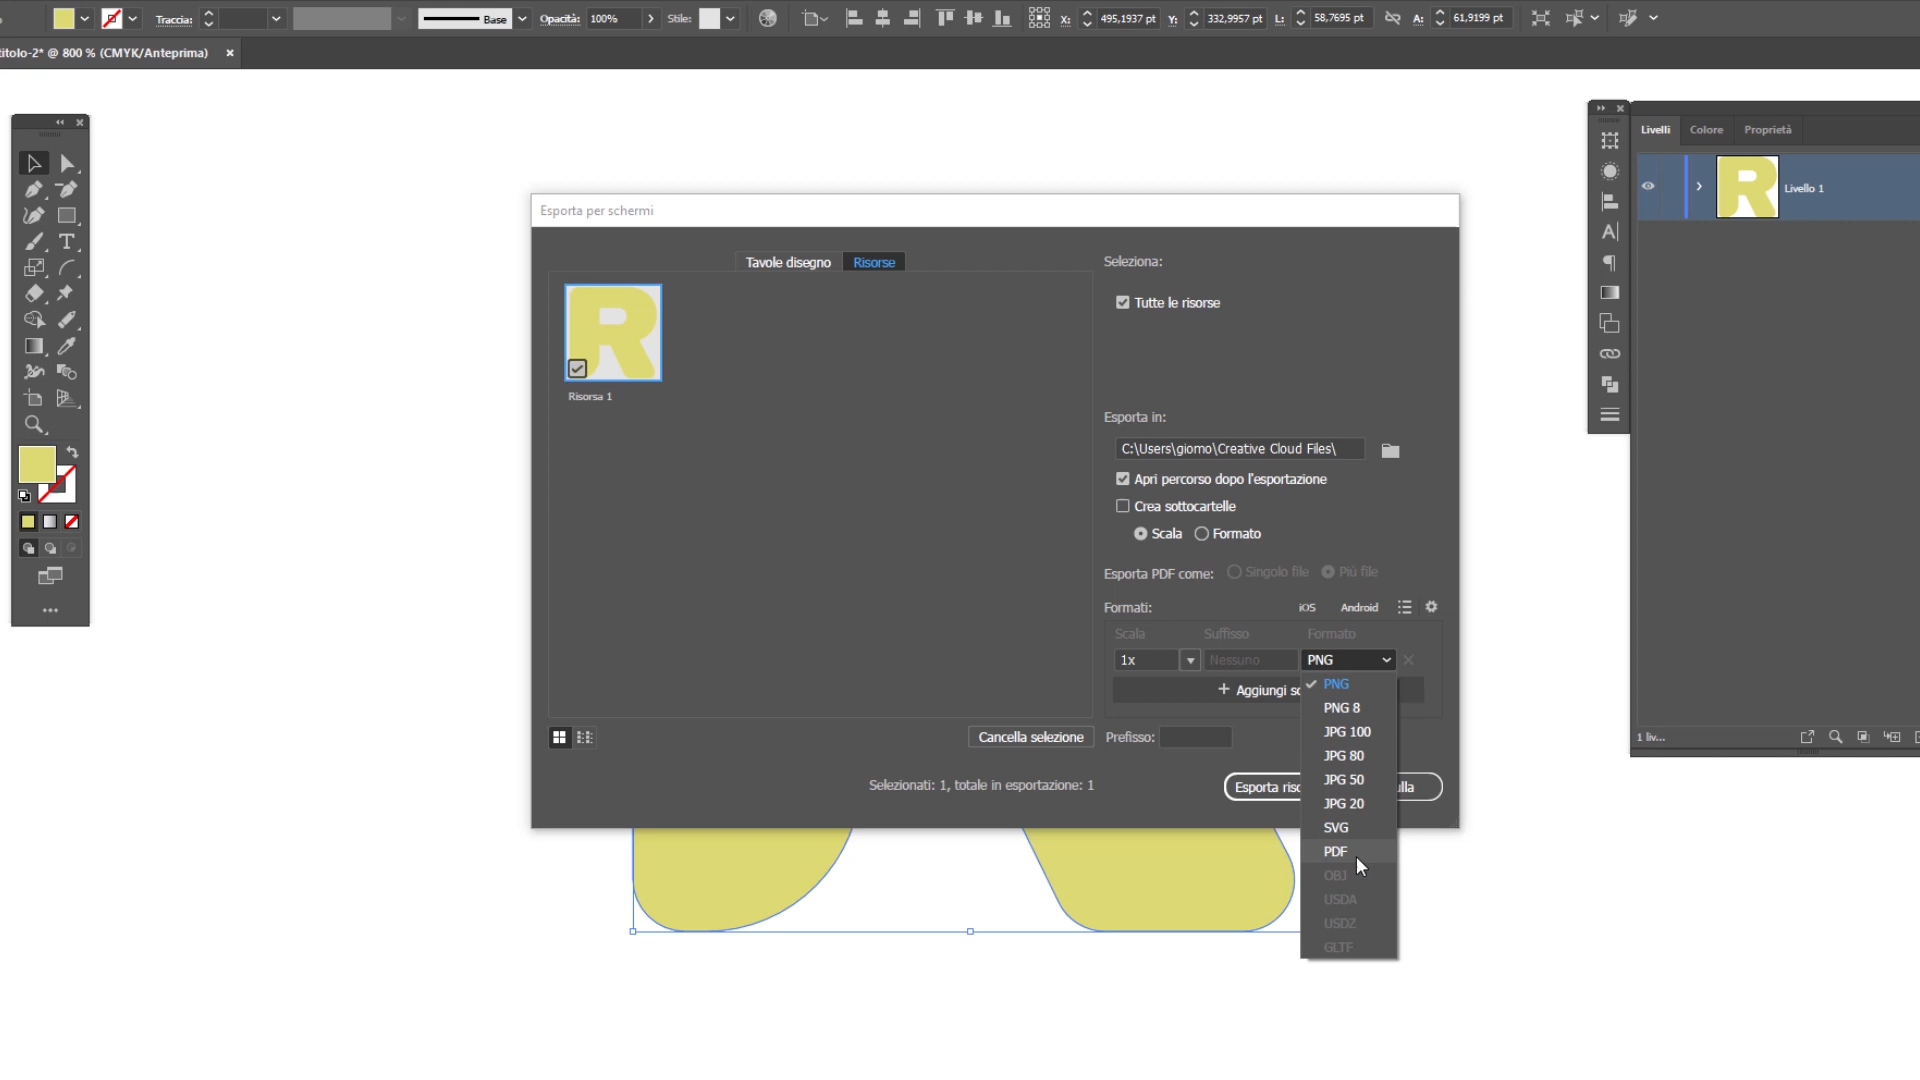 Traccia:
Base
Opacità: 100%
Stile:
X: 495,1937 pt
Y: 332,9957 pt
L: 58,7695 pt
A: 61,9199 pt
titolo-2* @ 800 % (CMYK/Anteprima)
Livelli Colore Proprietà
Livello 1
1 liv...
Esporta per schermi
Tavole disegno Risorse
R
Risorsa 1
Seleziona:
Tutte le risorse
Esporta in:
C:\Users\giomo\Creative Cloud Files\
Apri percorso dopo l'esportazione
Crea sottocartelle
Scala Formato
Esporta PDF come: Singolo file Più file
Formati: iOS Android
Scala Suffisso Formato
1x Nessuno PNG
+ Aggiungi sc
PNG
PNG 8
JPG 100
JPG 80
JPG 50
JPG 20
SVG
PDF
OBJ
USDA
USDZ
GLTF
Cancella selezione Prefisso:
Selezionati: 1, totale in esportazione: 1
Esporta riso ulla